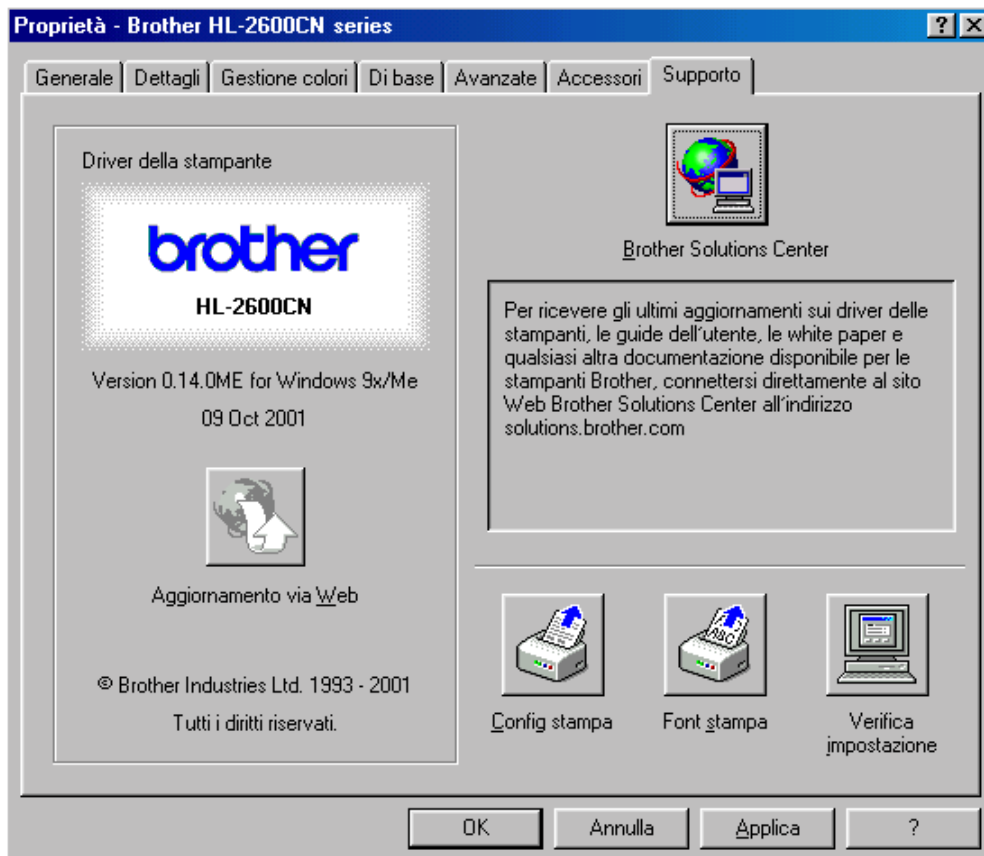 Proprietà - Brother HL-2600CN series
Generale Dettagli Gestione colori Di base Avanzate Accessori Supporto
Driver della stampante
brother
HL-2600CN
Version 0.14.0ME for Windows 9x/Me
09 Oct 2001
Aggiornamento via Web
© Brother Industries Ltd. 1993 - 2001
Tutti i diritti riservati.
Brother Solutions Center
Per ricevere gli ultimi aggiornamenti sui driver delle
stampanti, le guide dell'utente, le white paper e
qualsiasi altra documentazione disponibile per le
stampanti Brother, connettersi direttamente al sito
Web Brother Solutions Center all'indirizzo
solutions.brother.com
ABC
Config stampa
Font stampa
Verifica
impostazione
OK Annulla Applica ?